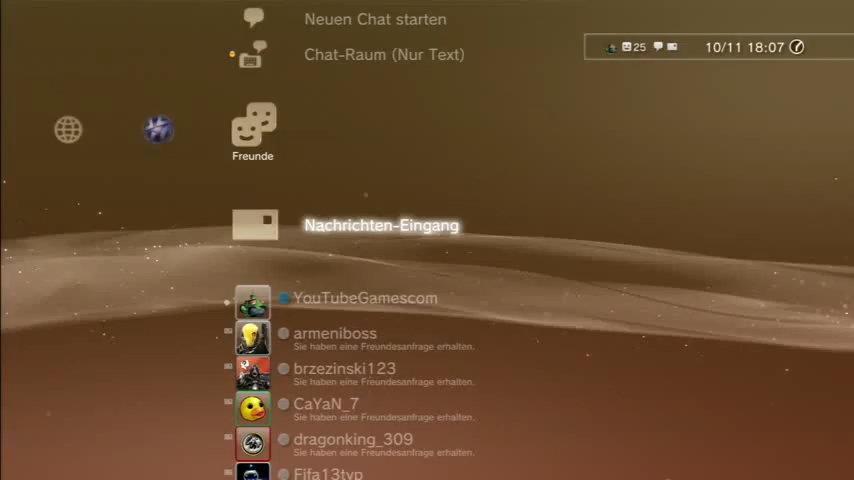 Neuen Chat starten
Chat-Raum (Nur Text)
25
10/11 18:07
Freunde
Nachrichten-Eingang
YouTubeGamescom
armeniboss
Sie haben eine Freundesanfrage erhalten.
brzezinski123
Sie haben eine Freundesanfrage erhalten.
CaYaN_7
Sie haben eine Freundesanfrage erhalten.
dragonking_309
Sie haben eine Freundesanfrage erhalten.
Fifa13typ